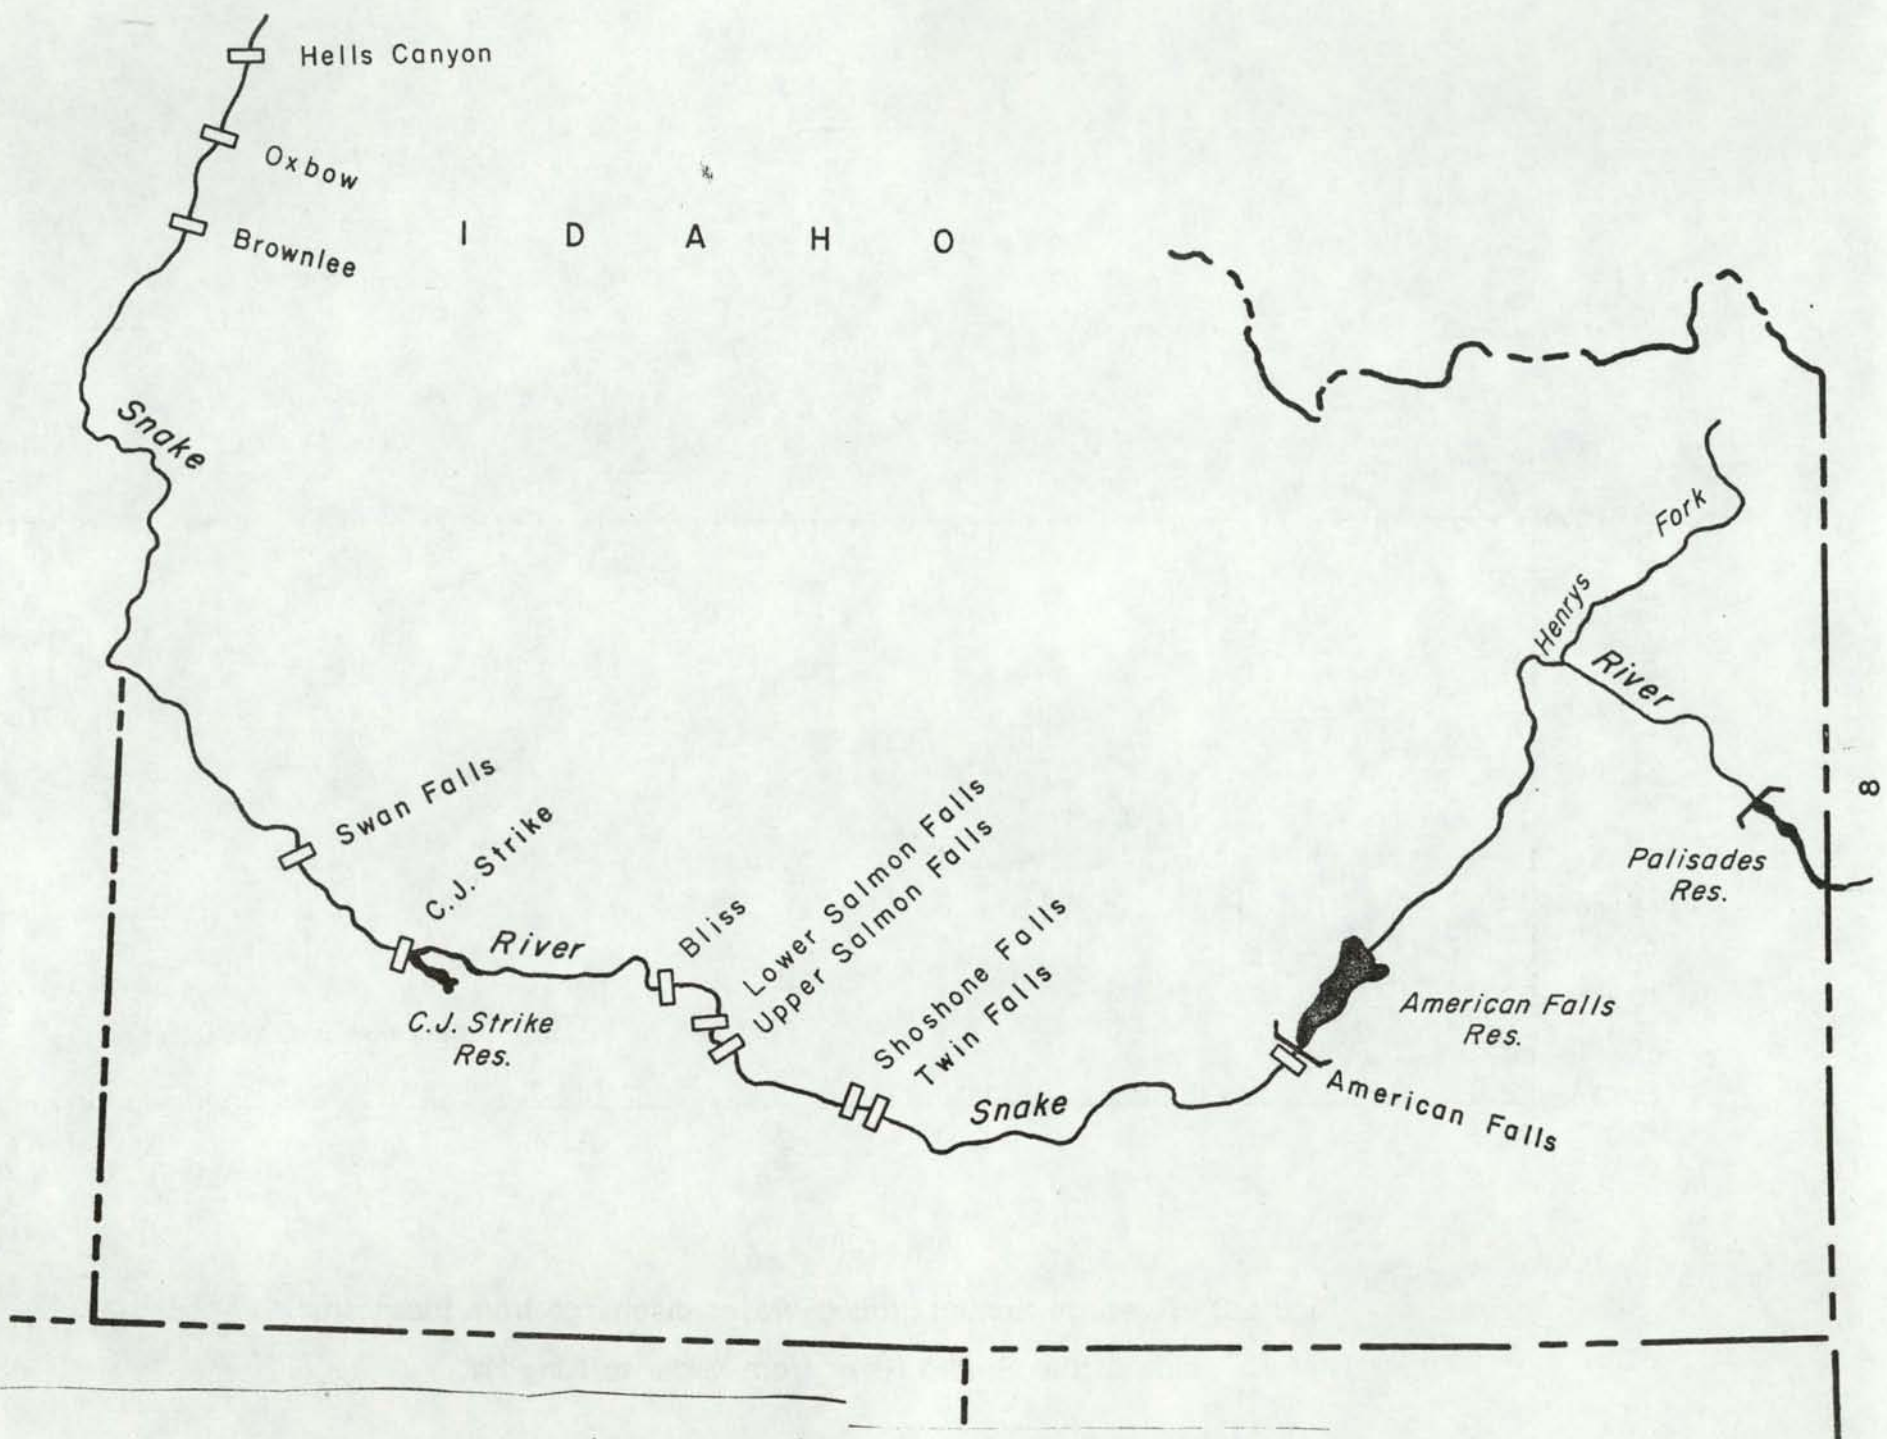 Hells Canyon
Oxbow
Brownlee
I D A H O
Snake
Fork
Henrys
River
8
Swan Falls
C.J. Strike
Palisades
Res.
Bliss
Lower Salmon Falls
Upper Salmon Falls
River
Shoshone Falls
Twin Falls
C.J. Strike
Res.
American Falls
Res.
Snake
American Falls